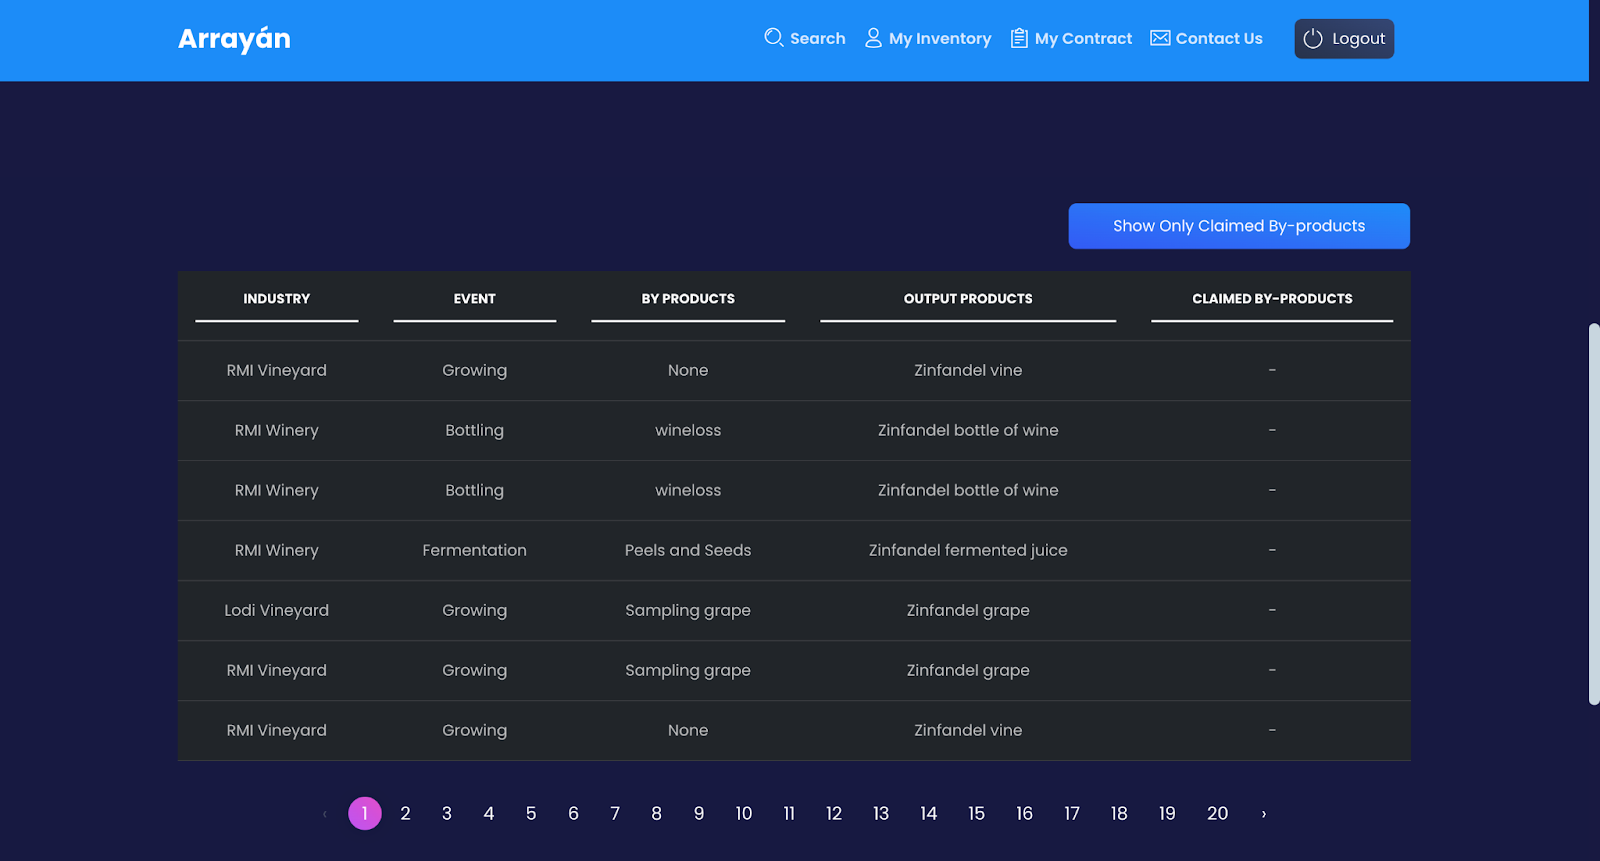 Arrayán Search My Inventory My Contract Contact Us Logout
Show Only Claimed By-products
INDUSTRY EVENT BY PRODUCTS OUTPUT PRODUCTS CLAIMED BY-PRODUCTS
RMI Vineyard Growing None Zinfandel vine -
RMI Winery Bottling wineloss Zinfandel bottle of wine -
RMI Winery Bottling wineloss Zinfandel bottle of wine -
RMI Winery Fermentation Peels and Seeds Zinfandel fermented juice -
Lodi Vineyard Growing Sampling grape Zinfandel grape -
RMI Vineyard Growing Sampling grape Zinfandel grape -
RMI Vineyard Growing None Zinfandel vine -
‹ 1 2 3 4 5 6 7 8 9 10 11 12 13 14 15 16 17 18 19 20 ›